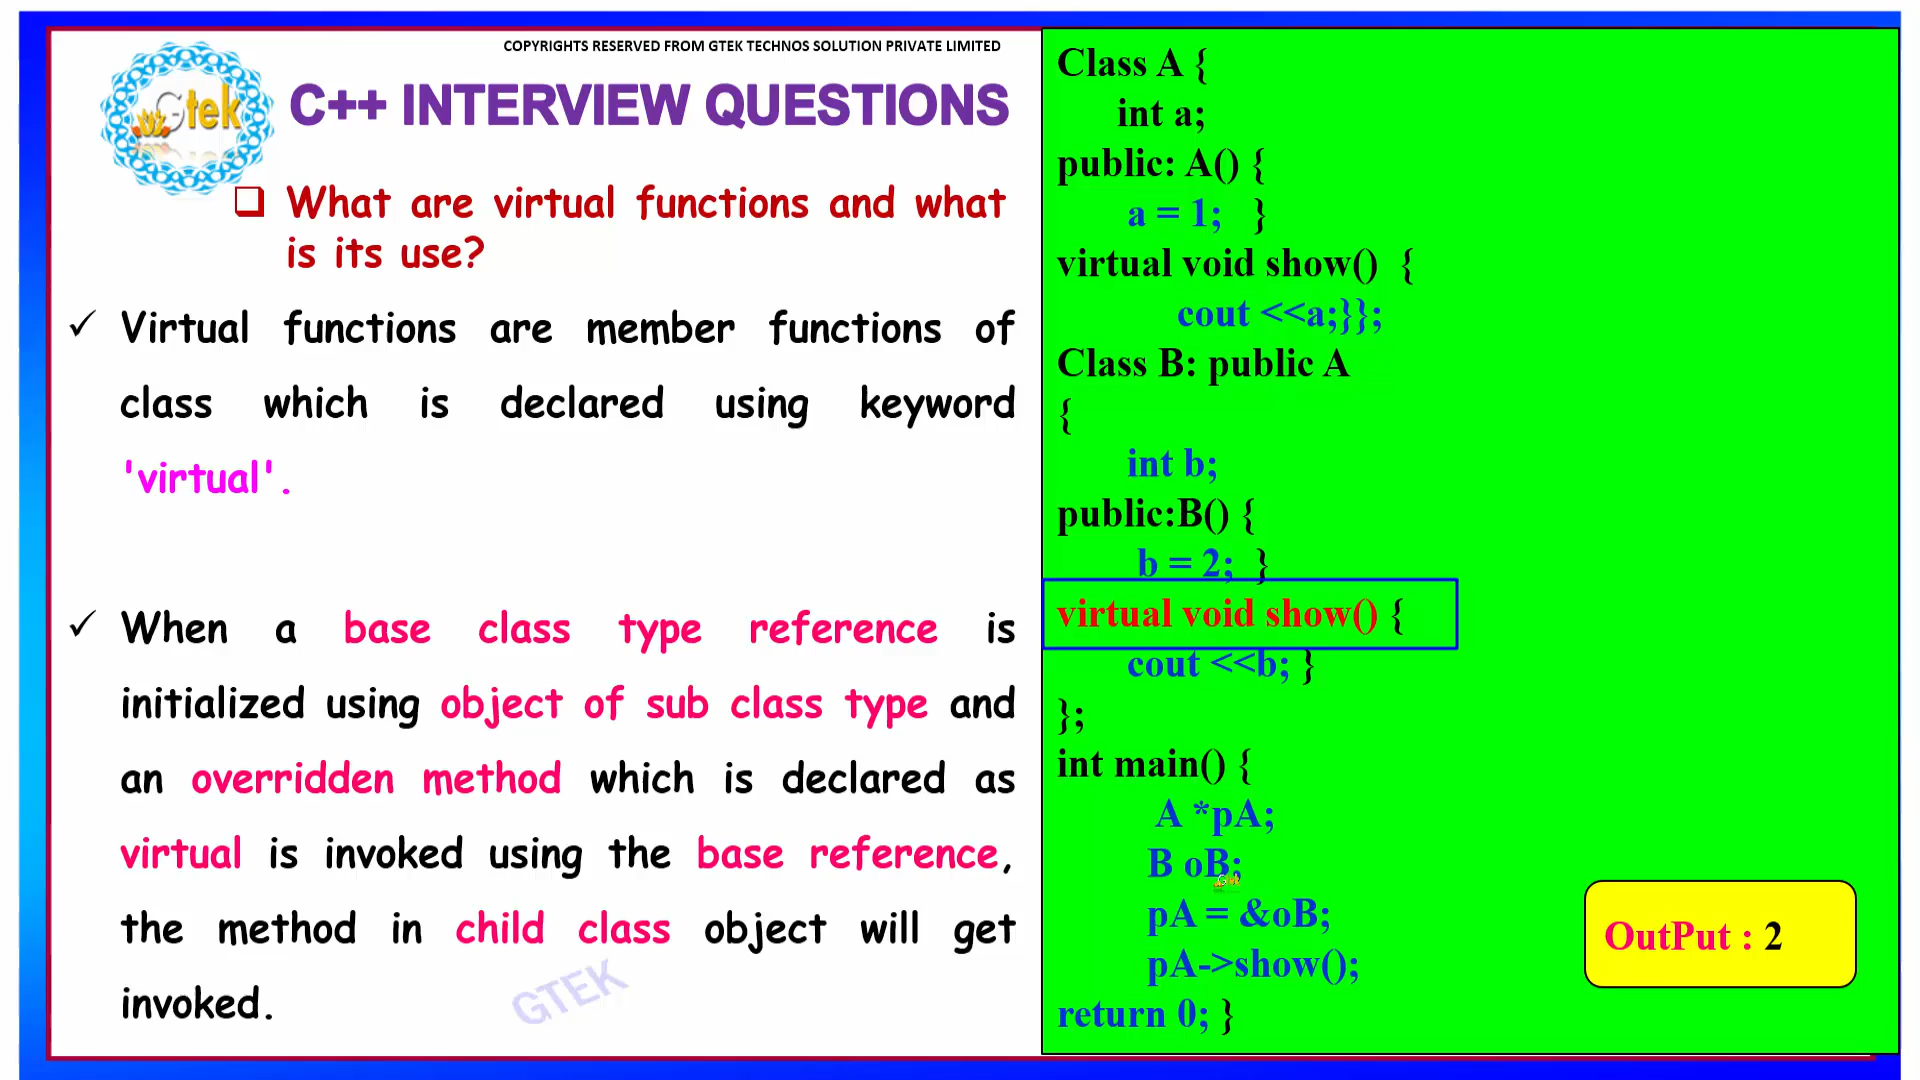 COPYRIGHTS RESERVED FROM GTEK TECHNOS SOLUTION PRIVATE LIMITED
Gtek
C++ INTERVIEW QUESTIONS
What are virtual functions and what
is its use?
Virtual functions are member functions of
class which is declared using keyword
'virtual'.
When a base class type reference is
initialized using object of sub class type and
an overridden method which is declared as
virtual is invoked using the base reference,
the method in child class object will get
invoked.
GTEK
Class A {
int a;
public: A() {
a = 1; }
virtual void show() {
cout <<a;}};
Class B: public A
{
int b;
public:B() {
b = 2; }
virtual void show() {
cout <<b; }
};
int main() {
A *pA;
B oB;
pA = &oB;
pA->show();
return 0; }
OutPut : 2